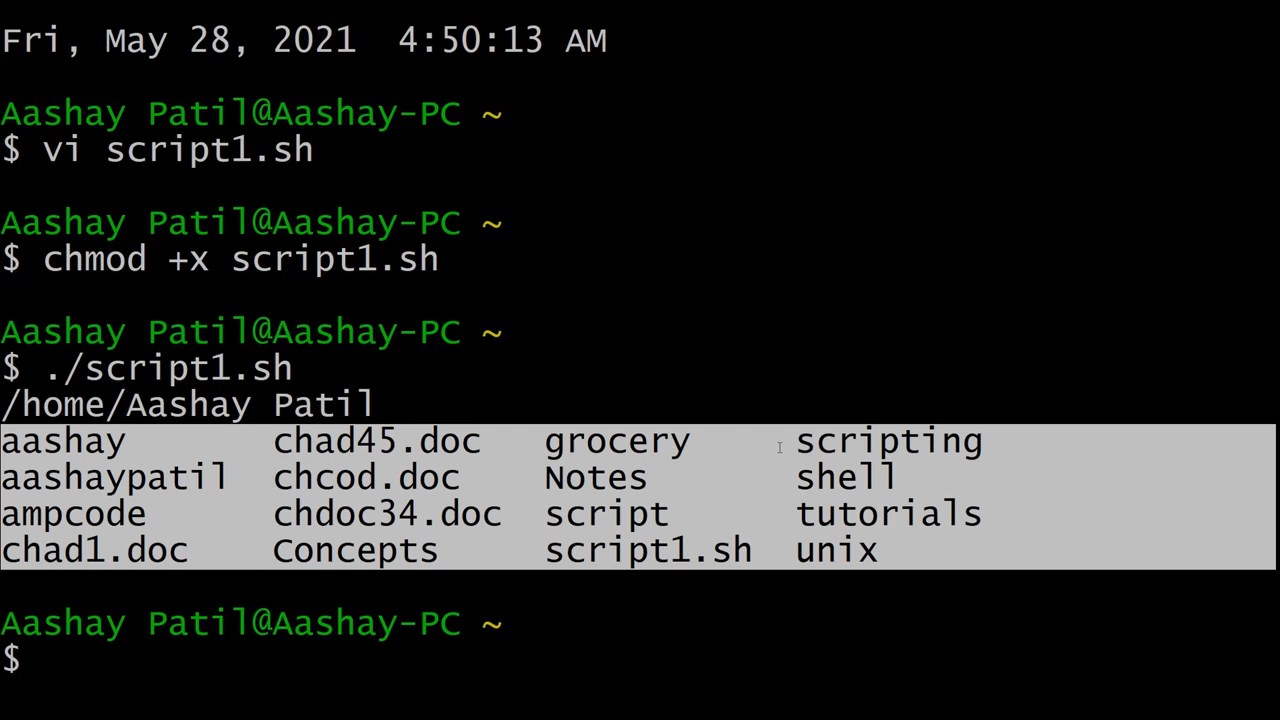 Fri, May 28, 2021  4:50:13 AM
Aashay Patil@Aashay-PC ~
$ vi script1.sh
Aashay Patil@Aashay-PC ~
$ chmod +x script1.sh
Aashay Patil@Aashay-PC ~
$ ./script1.sh
/home/Aashay Patil
aashay       chad45.doc   grocery     scripting
aashaypatil  chcod.doc    Notes       shell
ampcode      chdoc34.doc  script      tutorials
chad1.doc    Concepts     script1.sh  unix
Aashay Patil@Aashay-PC ~
$